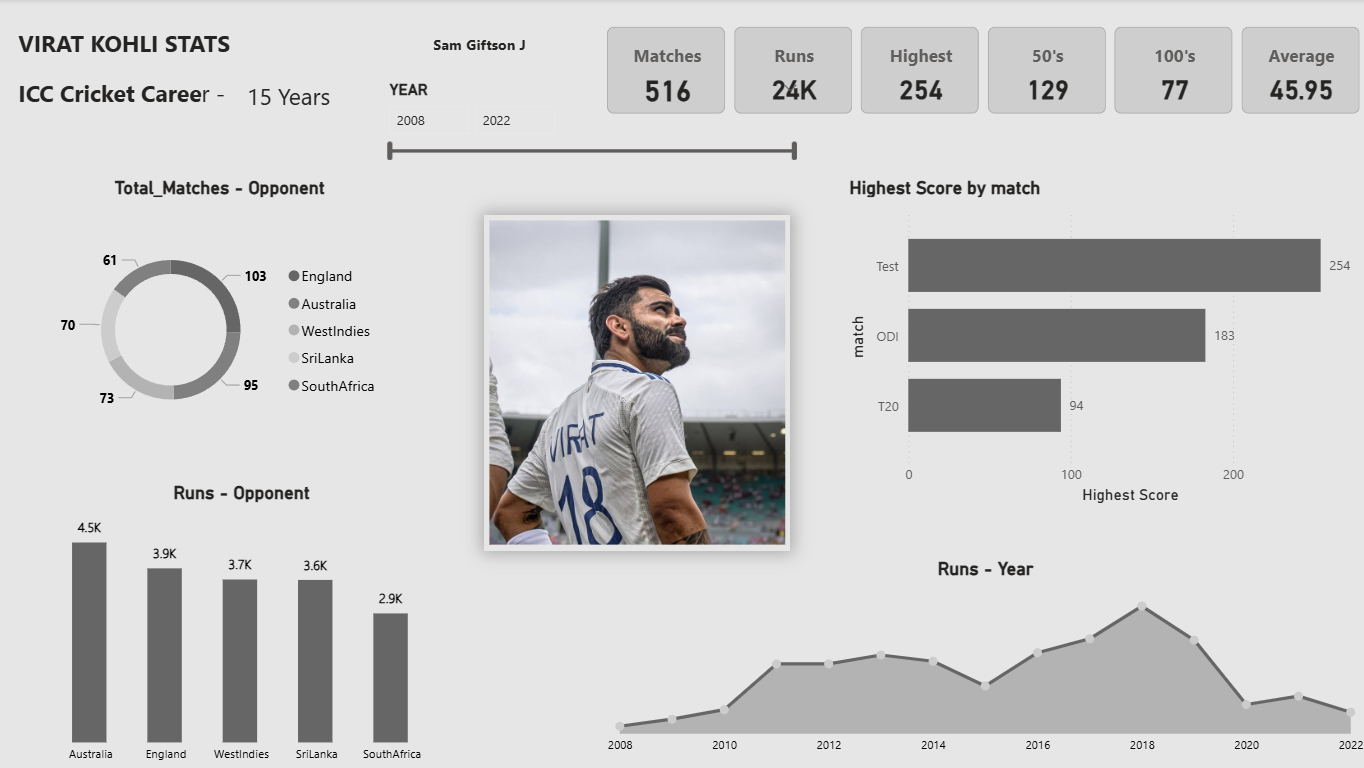 VIRAT KOHLI STATS
ICC Cricket Career - 15 Years
Sam Giftson J
YEAR
2008 2022
Matches
516
Runs
24K
Highest
254
50's
129
100's
77
Average
45.95
Total_Matches - Opponent
61
103
70
95
73
England
Australia
WestIndies
SriLanka
SouthAfrica
VIRAT
18
Highest Score by match
match
Test 254
ODI 183
T20 94
0 100 200
Highest Score
Runs - Opponent
4.5K 3.9K 3.7K 3.6K 2.9K
Australia England WestIndies SriLanka SouthAfrica
Runs - Year
2008 2010 2012 2014 2016 2018 2020 2022